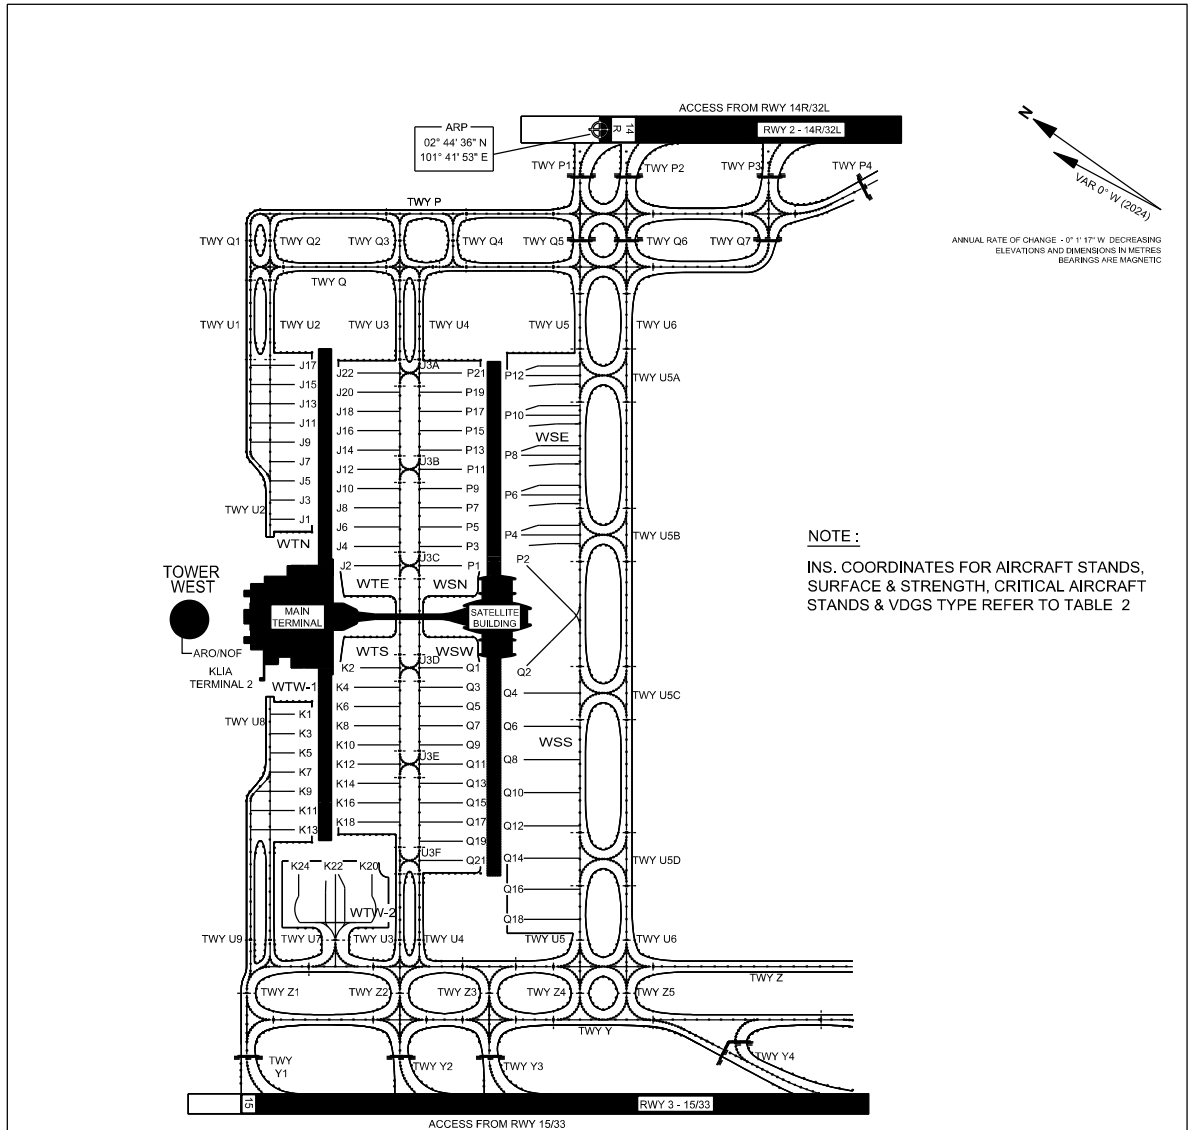 ACCESS FROM RWY 14R/32L
ARP
02° 44' 36" N
101° 41' 53" E
R
14
RWY 2 - 14R/32L
N
VAR 0° W (2024)
ANNUAL RATE OF CHANGE - 0° 1' 17" W DECREASING
ELEVATIONS AND DIMENSIONS IN METRES
BEARINGS ARE MAGNETIC
TWY P1
TWY P2
TWY P3
TWY P4
TWY P
TWY Q1
TWY Q2
TWY Q3
TWY Q4
TWY Q5
TWY Q6
TWY Q7
TWY Q
TWY U1
TWY U2
TWY U3
TWY U4
TWY U5
TWY U6
J17
J15
J13
J11
J9
J7
J5
J3
J1
TWY U2
WTN
J22
J20
J18
J16
J14
J12
J10
J8
J6
J4
J2
WTE
U3A
U3B
U3C
P21
P19
P17
P15
P13
P11
P9
P7
P5
P3
P1
WSN
P12
P10
WSE
P8
P6
P4
P2
TWY U5A
TWY U5B
NOTE :
INS. COORDINATES FOR AIRCRAFT STANDS,
SURFACE & STRENGTH, CRITICAL AIRCRAFT
STANDS & VDGS TYPE REFER TO TABLE 2
TOWER
WEST
ARO/NOF
KLIA
TERMINAL 2
MAIN
TERMINAL
SATELLITE
BUILDING
WTW-1
TWY U8
K1
K3
K5
K7
K9
K11
K13
WTS
K2
K4
K6
K8
K10
K12
K14
K16
K18
U3D
U3E
U3F
WSW
Q1
Q3
Q5
Q7
Q9
Q11
Q13
Q15
Q17
Q19
Q21
Q2
Q4
Q6
WSS
Q8
Q10
Q12
Q14
Q16
Q18
TWY U5C
TWY U5D
K24
K22
K20
WTW-2
TWY U9
TWY U7
TWY U3
TWY U4
TWY U5
TWY U6
TWY Z
TWY Z1
TWY Z2
TWY Z3
TWY Z4
TWY Z5
TWY Y
TWY
Y1
TWY Y2
TWY Y3
TWY Y4
15
RWY 3 - 15/33
ACCESS FROM RWY 15/33